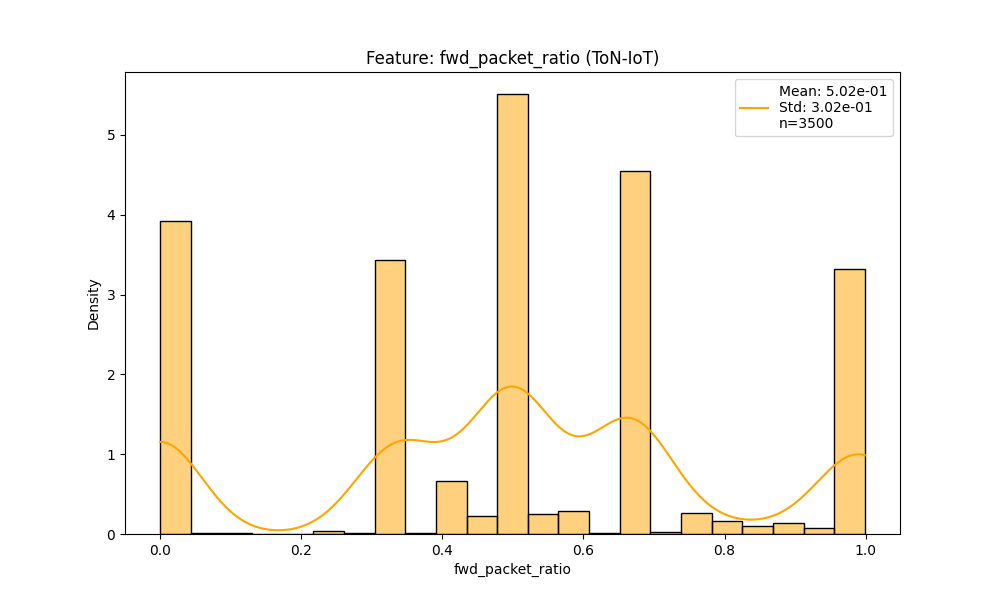 Feature: fwd_packet_ratio (ToN-IoT)
Mean: 5.02e-01
Std: 3.02e-01
n=3500
Density
5
4
3
2
1
0
0.0 0.2 0.4 0.6 0.8 1.0
fwd_packet_ratio